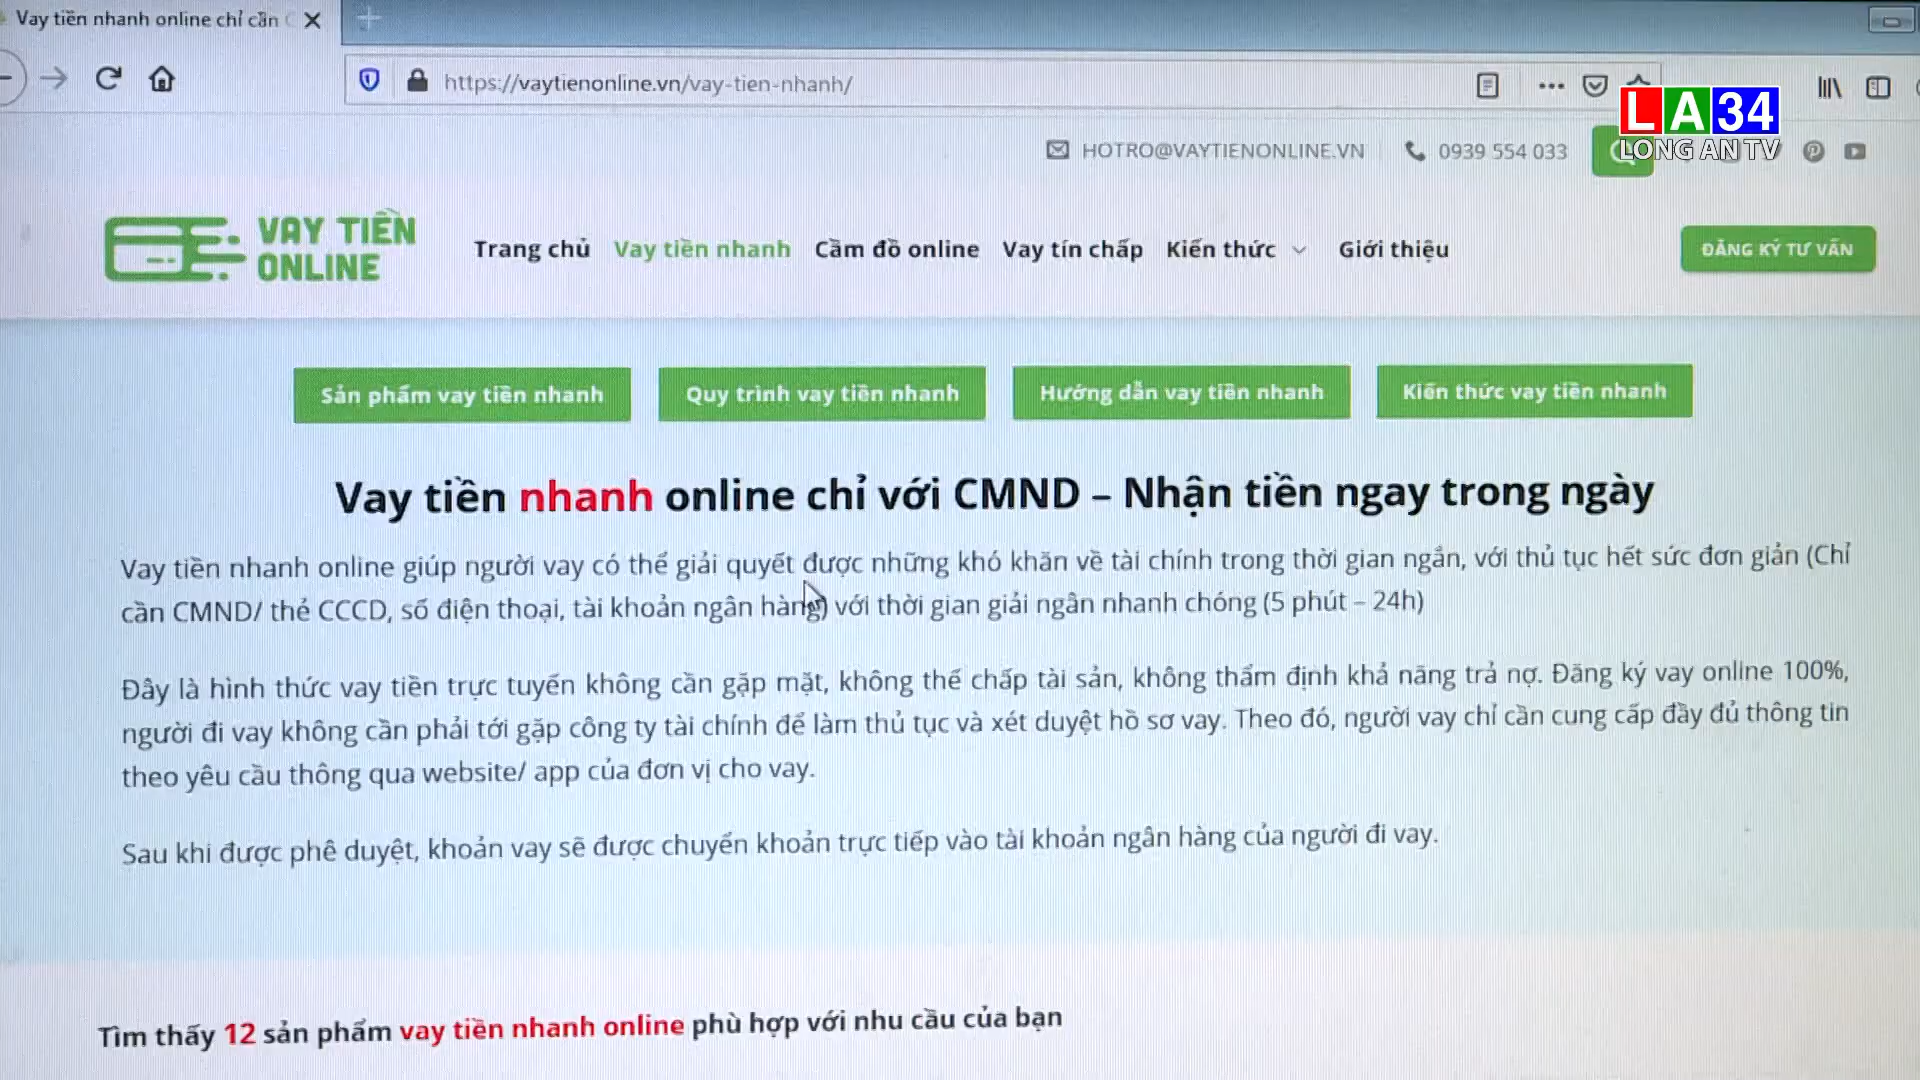 Vay tiền nhanh online chỉ cần
https://vaytienonline.vn/vay-tien-nhanh/
LA34
LONG AN TV
HOTRO@VAYTIENONLINE.VN
0939 554 033
VAY TIỀN
ONLINE
Trang chủ
Vay tiền nhanh
Cầm đồ online
Vay tín chấp
Kiến thức
Giới thiệu
ĐĂNG KÝ TƯ VẤN
Sản phẩm vay tiền nhanh
Quy trình vay tiền nhanh
Hướng dẫn vay tiền nhanh
Kiến thức vay tiền nhanh
Vay tiền nhanh online chỉ với CMND – Nhận tiền ngay trong ngày
Vay tiền nhanh online giúp người vay có thể giải quyết được những khó khăn về tài chính trong thời gian ngắn, với thủ tục hết sức đơn giản (Chỉ
cần CMND/ thẻ CCCD, số điện thoại, tài khoản ngân hàng) với thời gian giải ngân nhanh chóng (5 phút – 24h)
Đây là hình thức vay tiền trực tuyến không cần gặp mặt, không thế chấp tài sản, không thẩm định khả năng trả nợ. Đăng ký vay online 100%,
người đi vay không cần phải tới gặp công ty tài chính để làm thủ tục và xét duyệt hồ sơ vay. Theo đó, người vay chỉ cần cung cấp đầy đủ thông tin
theo yêu cầu thông qua website/ app của đơn vị cho vay.
Sau khi được phê duyệt, khoản vay sẽ được chuyển khoản trực tiếp vào tài khoản ngân hàng của người đi vay.
Tìm thấy 12 sản phẩm vay tiền nhanh online phù hợp với nhu cầu của bạn